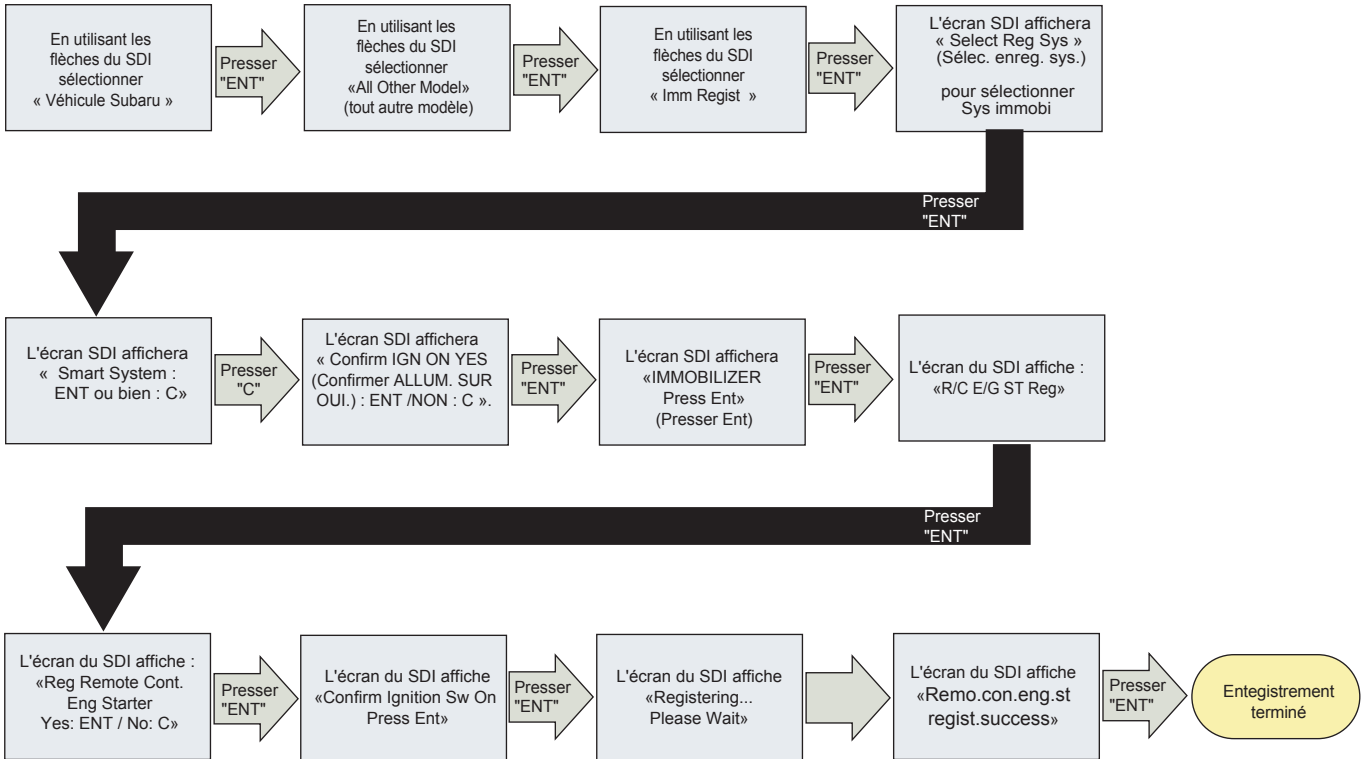 En utilisant les
flèches du SDI
sélectionner
« Véhicule Subaru »
Presser
"ENT"
En utilisant les
flèches du SDI
sélectionner
«All Other Model»
(tout autre modèle)
Presser
"ENT"
En utilisant les
flèches du SDI
sélectionner
« Imm Regist »
Presser
"ENT"
L'écran SDI affichera
« Select Reg Sys »
(Sélec. enreg. sys.)
pour sélectionner
Sys immobi
Presser
"ENT"
L'écran SDI affichera
« Smart System :
ENT ou bien : C»
Presser
"C"
L'écran SDI affichera
« Confirm IGN ON YES
(Confirmer ALLUM. SUR
OUI.) : ENT /NON : C ».
Presser
"ENT"
L'écran SDI affichera
«IMMOBILIZER
Press Ent»
(Presser Ent)
Presser
"ENT"
L'écran du SDI affiche :
«R/C E/G ST Reg»
Presser
"ENT"
L'écran du SDI affiche :
«Reg Remote Cont.
Eng Starter
Yes: ENT / No: C»
Presser
"ENT"
L'écran du SDI affiche
«Confirm Ignition Sw On
Press Ent»
Presser
"ENT"
L'écran du SDI affiche
«Registering...
Please Wait»
L'écran du SDI affiche
«Remo.con.eng.st
regist.success»
Presser
"ENT"
Entegistrement
terminé